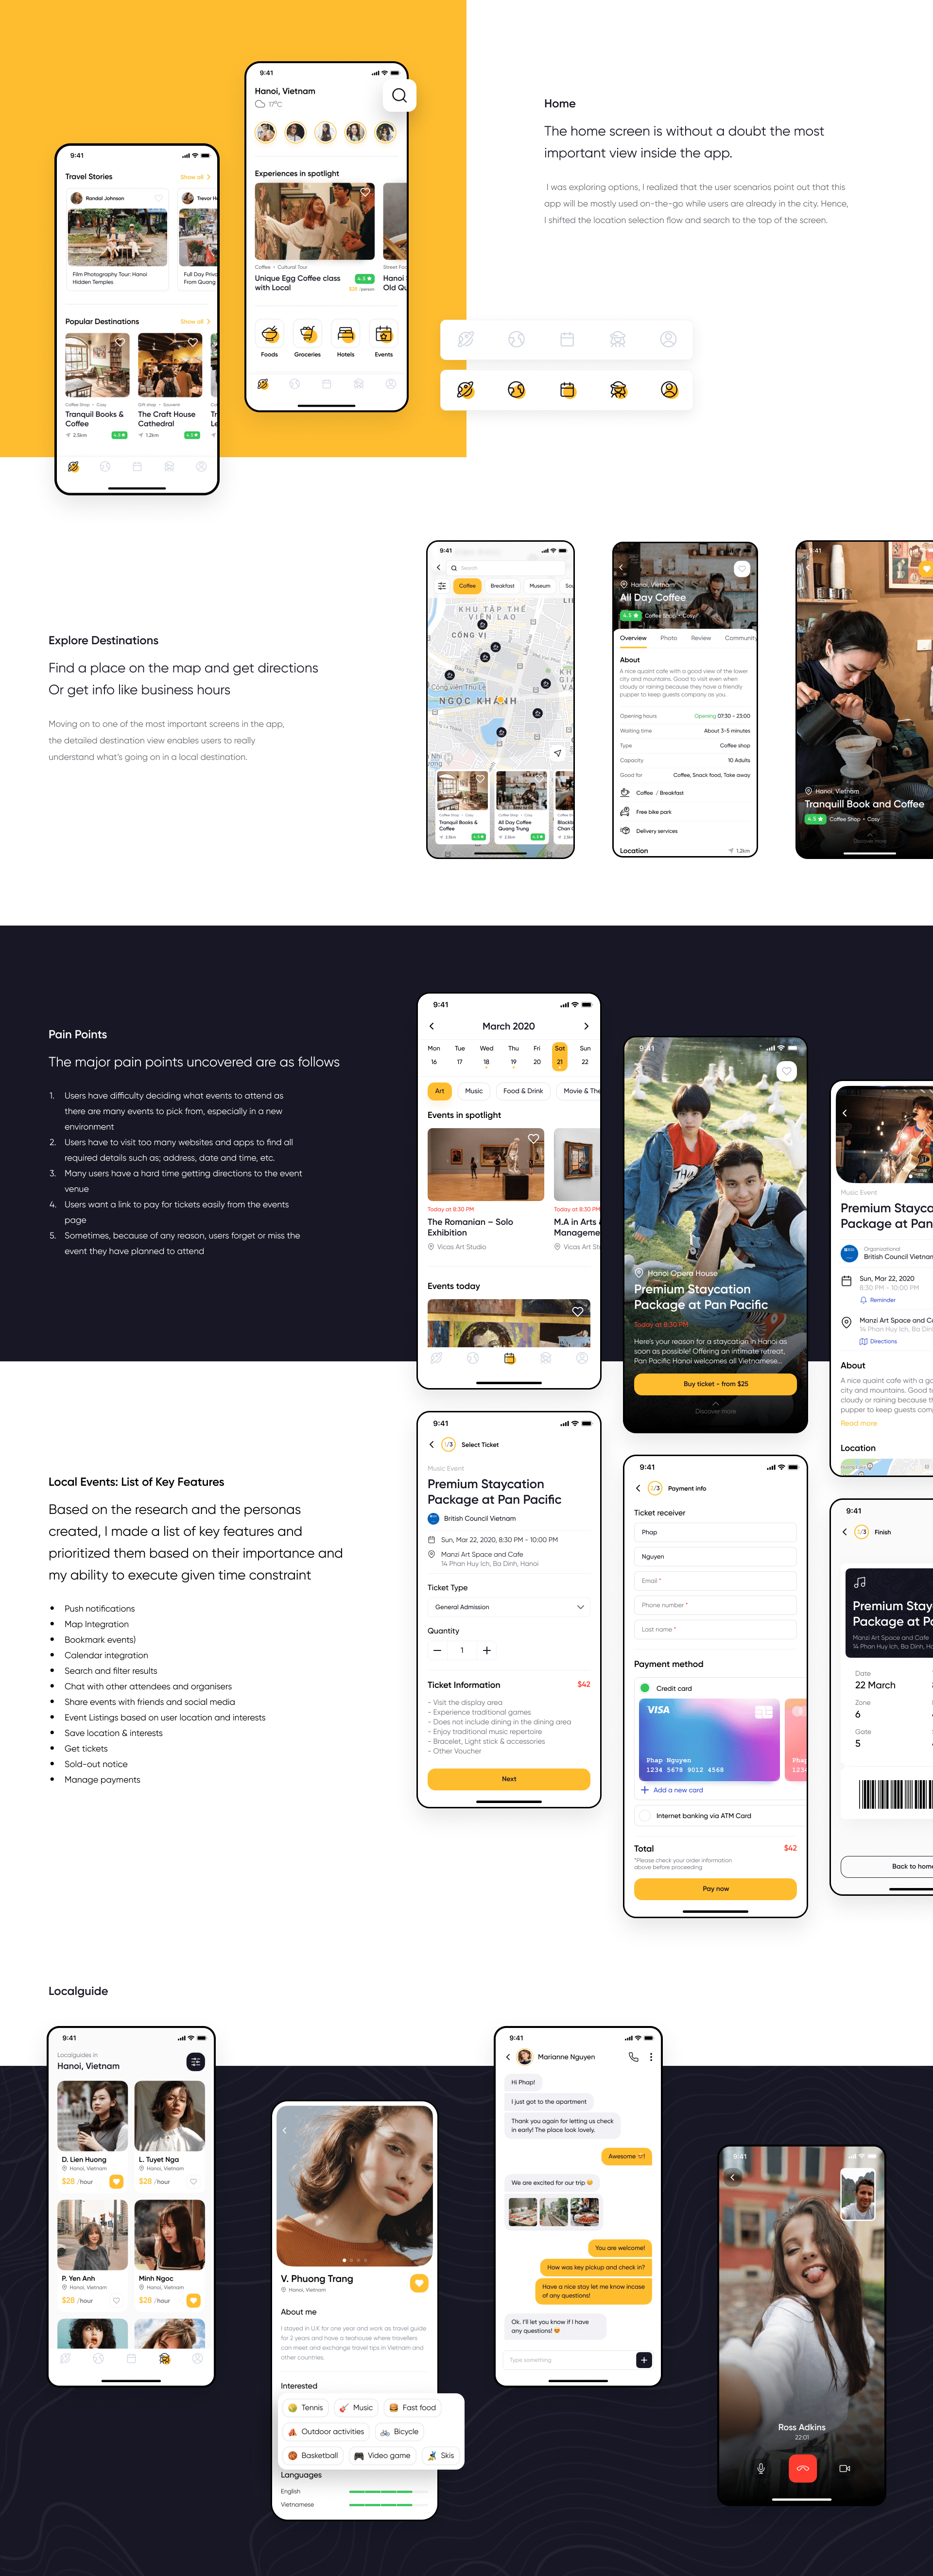 Home
The home screen is without a doubt the most
important view inside the app.
I was exploring options, I realized that the user scenarios point out that this
app will be mostly used on-the-go while users are already in the city. Hence,
I shifted the location selection flow and search to the top of the screen.
9:41
Hanoi, Vietnam
17°C
Experiences in spotlight
Coffee • Cultural Tour
Unique Egg Coffee class
with Local
4.5
$25 /person
Street Foo
Hanoi
Old Qu
Foods
Groceries
Hotels
Events
9:41
Travel Stories
Show all
Randal Johnson
Trevor H
Film Photography Tour: Hanoi
Hidden Temples
Full Day Priva
From Quang
Popular Destinations
Show all
Coffee Shop • Cosy
Tranquil Books &
Coffee
2.5km
4.5
Gift shop • Souvenir
The Craft House
Cathedral
1.2km
4.5
Tr
Le
Explore Destinations
Find a place on the map and get directions
Or get info like business hours
Moving on to one of the most important screens in the app,
the detailed destination view enables users to really
understand what's going on in a local destination.
9:41
Search
Coffee
Breakfast
Museum
KHU TẬP THỂ
VIỆN LAO
CỐNG VỊ
Đào Tấn
Công viên Thủ Lệ
NGỌC KHÁNH
Coffee Shop • Cosy
Tranquil Books &
Coffee
2.5km
4.5
Coffee Shop • Cosy
All Day Coffee
Quang Trung
2.5km
4.5
Coffee Sh
Blackb
Chan C
2.5km
Hanoi, Vietna
All Day Coffee
4.5
Coffee Shop • Cosy
Overview
Photo
Review
Community
About
A nice quaint cafe with a good view of the lower
city and mountains. Good to visit even when
cloudy or raining because they have a friendly
pupper to keep guests company as you.
Opening hours
Opening 07:30 - 23:00
Waiting time
About 3-5 minutes
Type
Coffee shop
Capacity
10 Adults
Good for
Coffee, Snack food, Take away
Coffee / Breakfast
Free bike park
Delivery services
Location
1.2km
9:41
Hanoi, Vietnam
Tranquill Book and Coffee
4.5
Coffee Shop • Cosy
Discover more
Pain Points
The major pain points uncovered are as follows
1. Users have difficulty deciding what events to attend as
there are many events to pick from, especially in a new
environment
2. Users have to visit too many websites and apps to find all
required details such as; address, date and time, etc.
3. Many users have a hard time getting directions to the event
venue
4. Users want a link to pay for tickets easily from the events
page
5. Sometimes, because of any reason, users forget or miss the
event they have planned to attend
9:41
March 2020
Mon Tue Wed Thu Fri Sat Sun
16 17 18 19 20 21 22
Art
Music
Food & Drink
Movie & The
Events in spotlight
Today at 8:30 PM
The Romanian – Solo
Exhibition
Vicas Art Studio
Today at 8:30 PM
M.A in Arts
Manageme
Vicas Art St
Events today
9:41
Hanoi Opera House
Premium Staycation
Package at Pan Pacific
Today at 8:30 PM
Here's your reason for a staycation in Hanoi as
soon as possible! Offering an intimate retreat,
Pan Pacific Hanoi welcomes all Vietnamese...
Buy ticket - from $25
Discover more
Music Event
Premium Stayca
Package at Pan
Organizational
British Council Vietnam
Sun, Mar 22, 2020
8:30 PM - 10:00 PM
Reminder
Manzi Art Space and C
14 Phan Huy Ich, Ba D
Directions
About
A nice quaint cafe with a go
city and mountains. Good t
cloudy or raining because th
pupper to keep guests com
Read more
Location
Local Events: List of Key Features
Based on the research and the personas
created, I made a list of key features and
prioritized them based on their importance and
my ability to execute given time constraint
• Push notifications
• Map Integration
• Bookmark events)
• Calendar integration
• Search and filter results
• Chat with other attendees and organisers
• Share events with friends and social media
• Event Listings based on user location and interests
• Save location & interests
• Get tickets
• Sold-out notice
• Manage payments
9:41
1/3
Select Ticket
Music Event
Premium Staycation
Package at Pan Pacific
British Council Vietnam
Sun, Mar 22, 2020, 8:30 PM - 10:00 PM
Manzi Art Space and Cafe
14 Phan Huy Ich, Ba Dinh, Hanoi
Ticket Type
General Admission
Quantity
1
Ticket Information
$42
- Visit the display area
- Experience traditional games
- Does not include dining in the dining area
- Enjoy traditional music repertoire
- Bracelet, Light stick & accessories
- Other Voucher
Next
9:41
2/3
Payment info
Ticket receiver
Phap
Nguyen
Email *
Phone number *
Last name *
Payment method
Credit card
VISA
Phap Nguyen
1234 5678 9012 4568
Phap
1234
Add a new card
Internet banking via ATM Card
Total
$42
*Please check your order information
above before proceeding
Pay now
9:41
3/3
Finish
Premium Stay
Package at P
Manzi Art Space and Cafe
14 Phan Huy Ich, Ba Dinh, Ha
Date
22 March
Zone
6
Gate
5
Back to home
Localguide
9:41
Localguides in
Hanoi, Vietnam
D. Lien Huong
Hanoi, Vietnam
$28 /hour
L. Tuyet Nga
Hanoi, Vietnam
$28 /hour
P. Yen Anh
Hanoi, Vietnam
$28 /hour
Minh Ngoc
Hanoi, Vietnam
$28 /hour
V. Phuong Trang
Hanoi, Vietnam
About me
I stayed in U.K for one year and work as travel guide
for 2 years and have a teahouse where travellers
can meet and exchange travel tips in Vietnam and
other countries.
Interested
Tennis
Music
Fast food
Outdoor activities
Bicycle
Basketball
Video game
Skis
Languages
English
Vietnamese
9:41
Marianne Nguyen
Hi Phap!
I just got to the apartment
Thank you again for letting us check
in early! The place look lovely.
Awesome !
We are excited for our trip
You are welcome!
How was key pickup and check in?
Have a nice stay let me know incase
of any questions!
Ok. I'll let you know if I have
any questions!
Type something
9:41
Ross Adkins
22:01